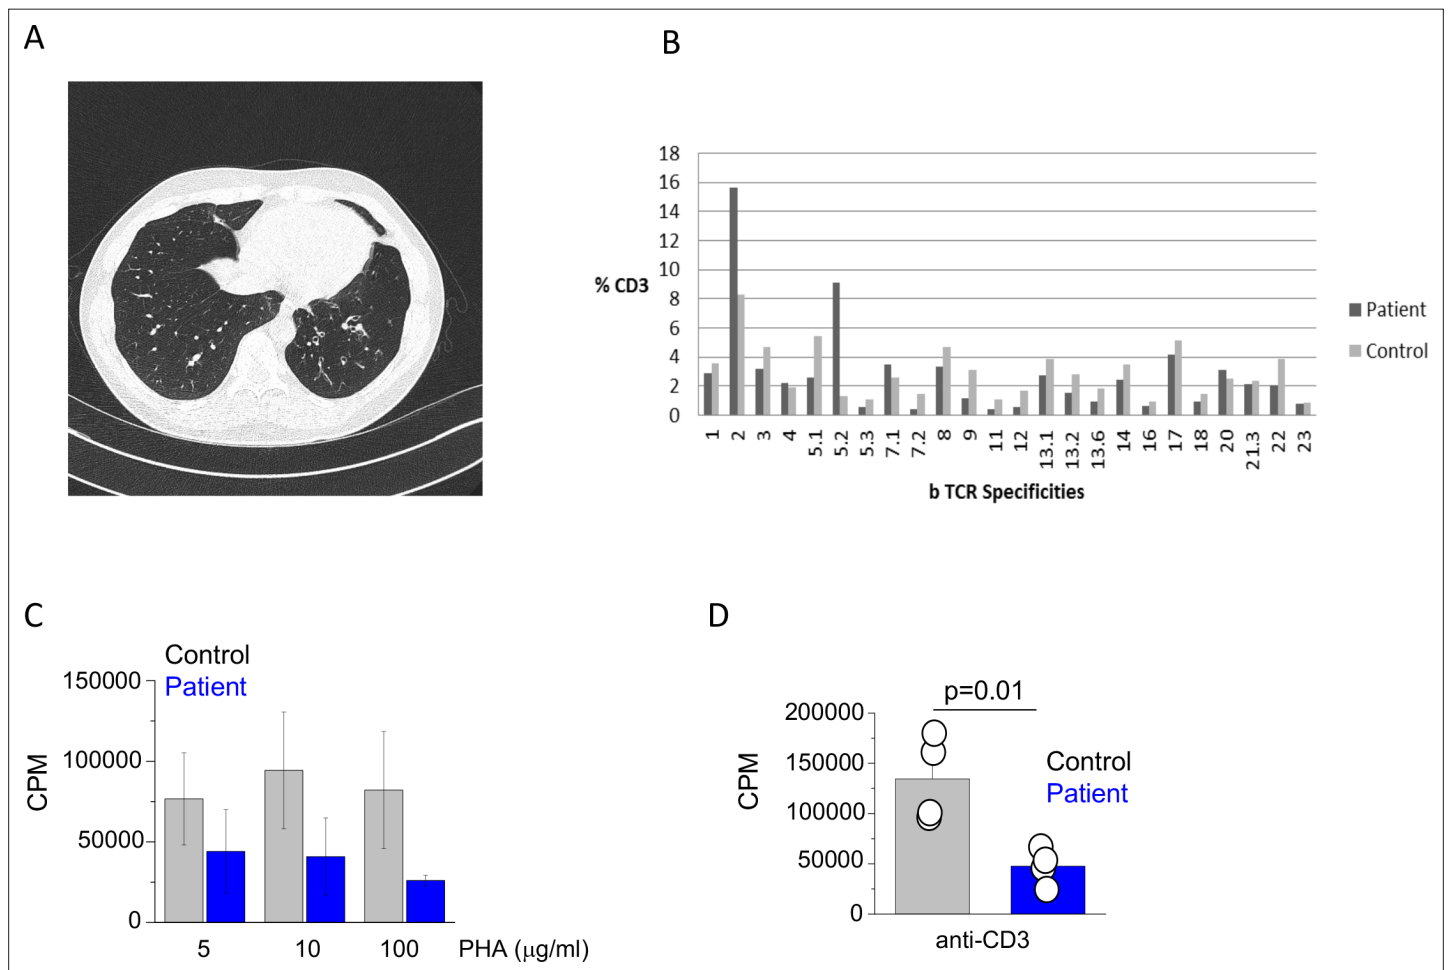 A
B
18
16
14
12
10
8
6
4
2
0
% CD3
1
2
3
4
5.1
5.2
5.3
7.1
7.2
8
9
11
12
13.1
13.2
13.6
14
16
17
18
20
21.3
22
23
b TCR Specificities
Patient
Control
C
Control
Patient
150000
100000
50000
0
CPM
5
10
100
PHA (μg/ml)
D
p=0.01
200000
150000
100000
50000
0
CPM
Control
Patient
anti-CD3